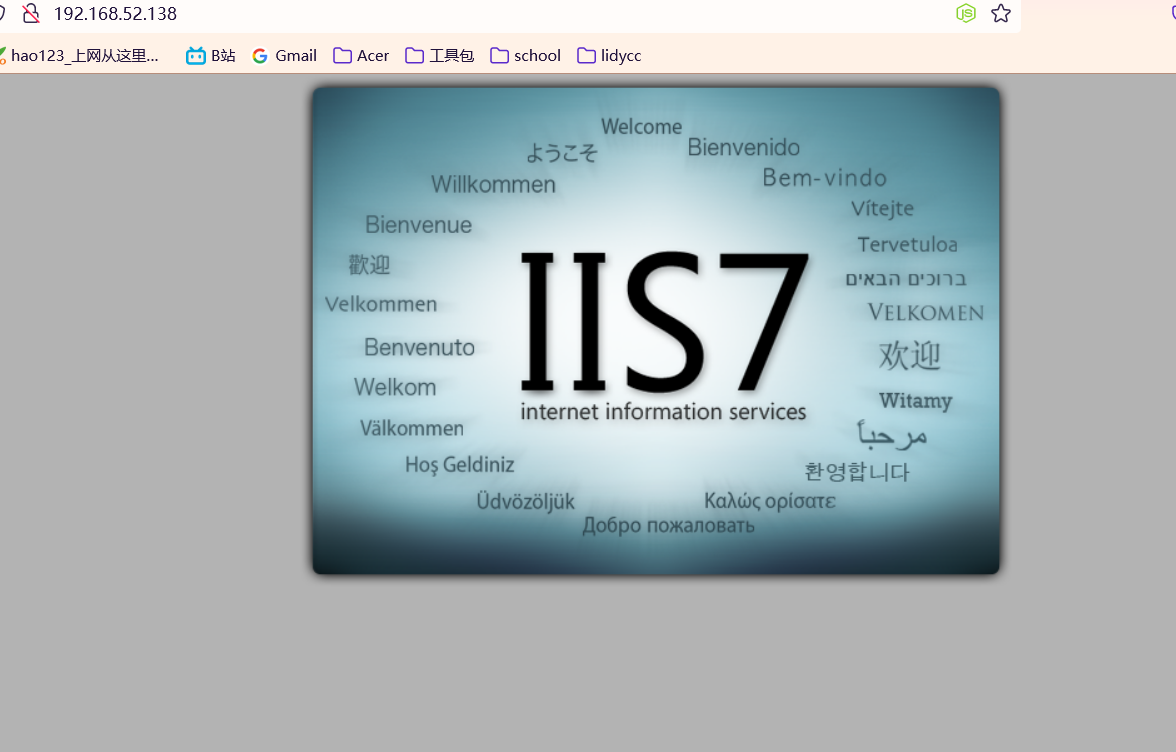 192.168.52.138
hao123_上网从这里... B站 Gmail Acer 工具包 school lidycc
Welcome
ようこそ
Bienvenido
Willkommen
Bem-vindo
Vítejte
Bienvenue
Tervetuloa
歡迎
ברוכים הבאים
Velkommen
VELKOMEN
IIS7
internet information services
Benvenuto
欢迎
Welkom
Witamy
Välkommen
مرحباً
Hoş Geldiniz
환영합니다
Üdvözöljük
Καλώς ορίσατε
Добро пожаловать